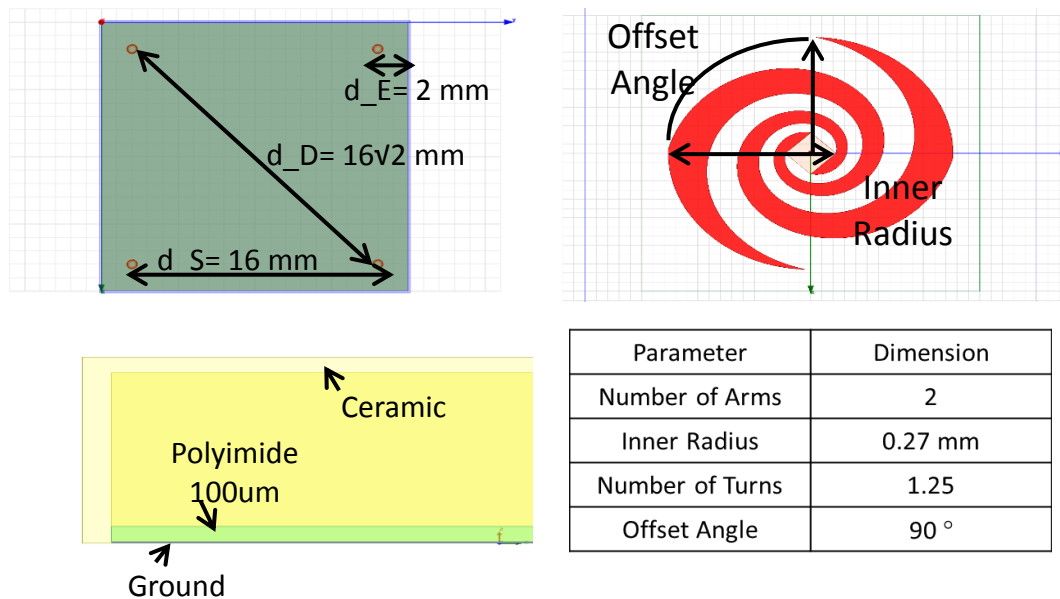 d_E= 2 mm
d_D= 16√2 mm
d_S= 16 mm
Offset
Angle
Inner
Radius
Ceramic
Polyimide
100um
Ground
Parameter Dimension
Number of Arms 2
Inner Radius 0.27 mm
Number of Turns 1.25
Offset Angle 90 °